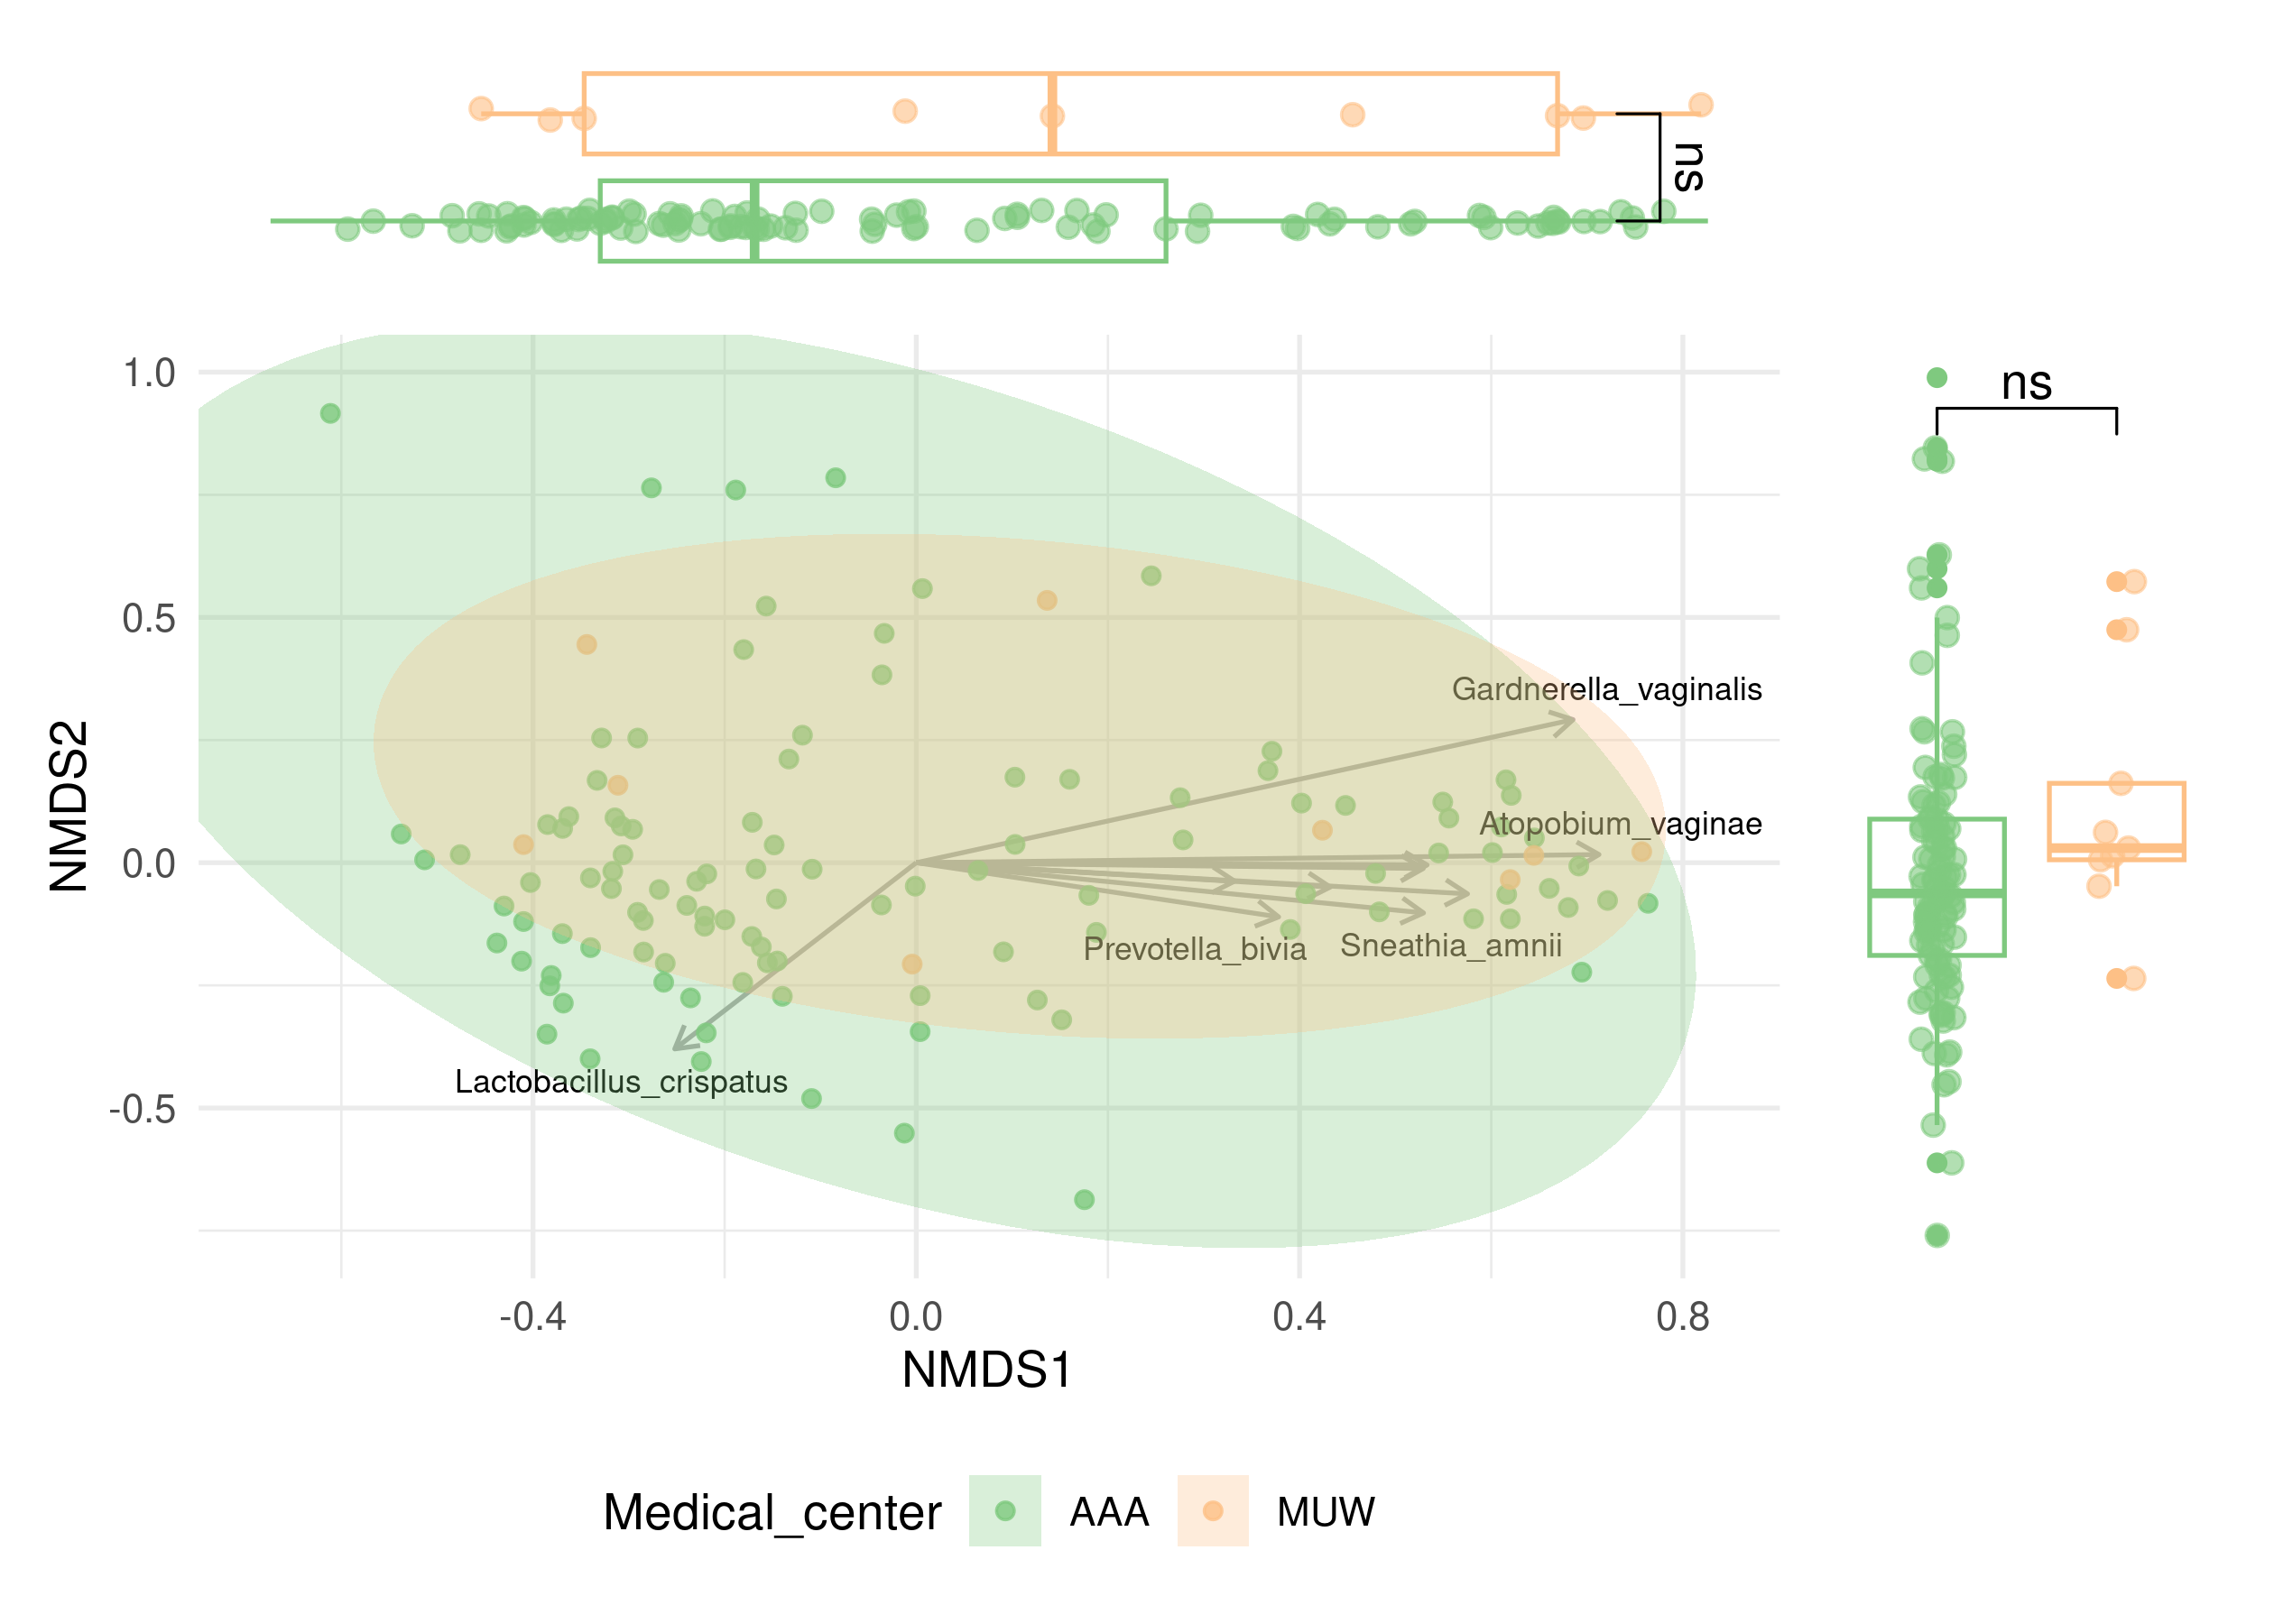 ns
ns
1.0
0.5
0.0
-0.5
NMDS2
Gardnerella_vaginalis
Atopobium_vaginae
Prevotella_bivia
Sneathia_amnii
Lactobacillus_crispatus
-0.4 0.0 0.4 0.8
NMDS1
Medical_center AAA MUW